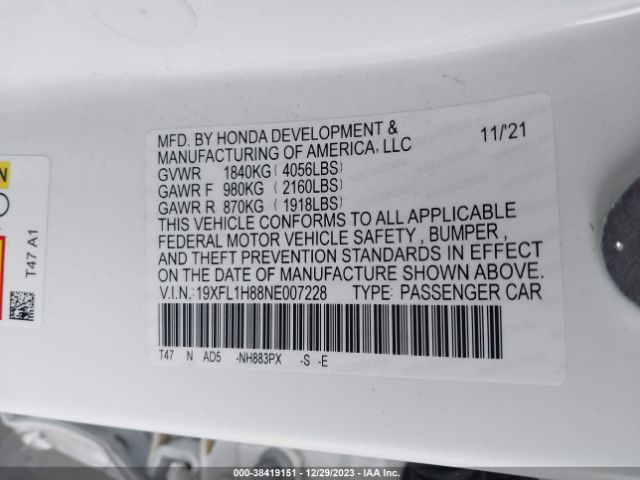 MFD. BY HONDA DEVELOPMENT & 11/'21
MANUFACTURING OF AMERICA, LLC
GVWR 1840KG ( 4056LBS)
GAWR F 980KG ( 2160LBS)
GAWR R 870KG ( 1918LBS)
THIS VEHICLE CONFORMS TO ALL APPLICABLE
FEDERAL MOTOR VEHICLE SAFETY , BUMPER ,
AND THEFT PREVENTION STANDARDS IN EFFECT
ON THE DATE OF MANUFACTURE SHOWN ABOVE.
V.I.N.: 19XFL1H88NE007228 TYPE: PASSENGER CAR
T47 N AD5 -NH883PX -S -E
T47 A1
000-38419151 - 12/29/2023 - Copyright © IAA, LLC